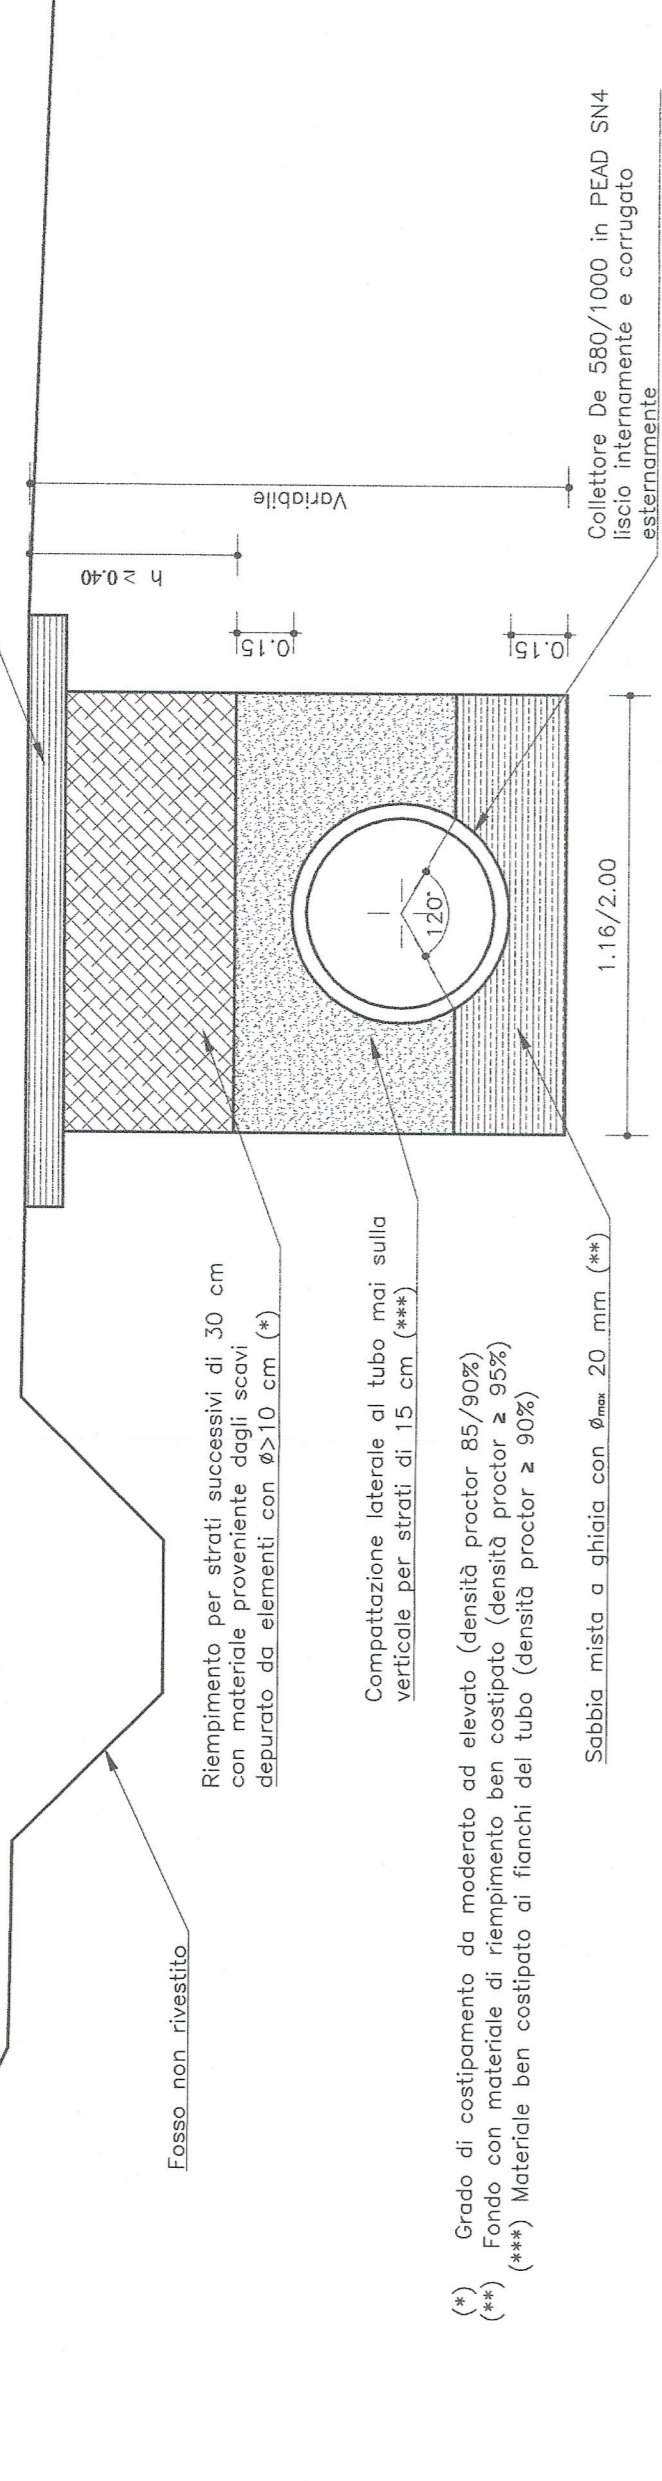 Fosso non rivestito
Riempimento per strati successivi di 30 cm
con materiale proveniente dagli scavi
depurato da elementi con ø>10 cm (*)
Compattazione laterale al tubo mai sulla
verticale per strati di 15 cm (***)
(*) Grado di costipamento da moderato ad elevato (densità proctor 85/90%)
(**) Fondo con materiale di riempimento ben costipato (densità proctor ≥ 95%)
(***) Materiale ben costipato ai fianchi del tubo (densità proctor ≥ 90%)
Sabbia mista a ghiaia con ømax 20 mm (**)
120°
1.16/2.00
h ≥ 0.40
0.15
0.15
Variabile
Collettore De 580/1000 in PEAD SN4
liscio internamente e corrugato
esternamente